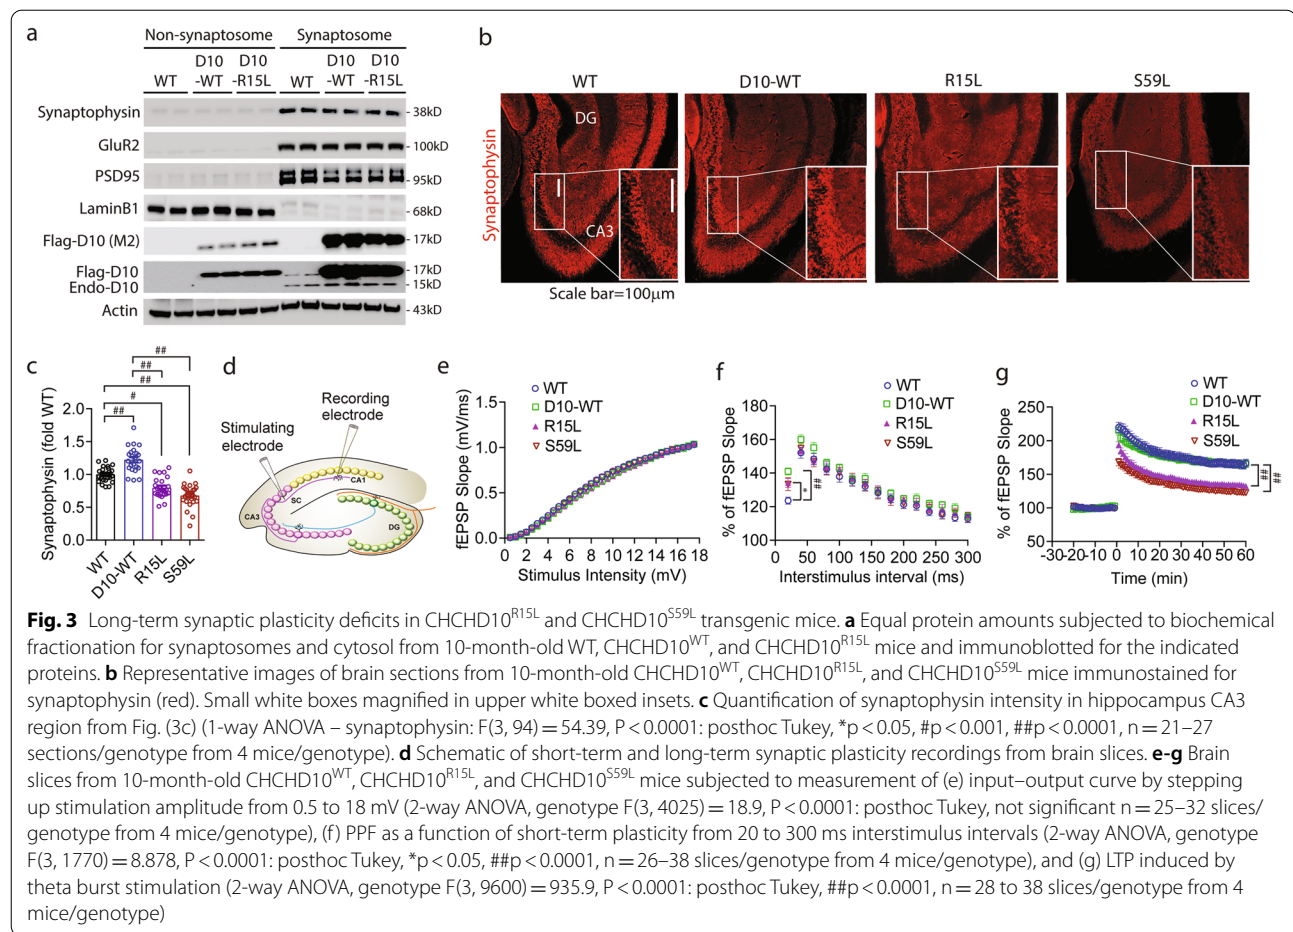 a
Non-synaptosome Synaptosome
D10 D10 D10 D10
WT -WT -R15L WT -WT -R15L
Synaptophysin - 38kD
GluR2 - 100kD
PSD95 - 95kD
LaminB1 - 68kD
Flag-D10 (M2) - 17kD
Flag-D10 - 17kD
Endo-D10 - 15kD
Actin - 43kD
b
WT D10-WT R15L S59L
Synaptophysin
DG
CA3
Scale bar=100μm
c
Synaptophysin (fold WT)
##
##
##
#
##
2.0
1.5
1.0
0.5
0.0
WT D10-WT R15L S59L
d
Recording
electrode
Stimulating
electrode
CA1
SC
CA3
DG
e
WT
D10-WT
R15L
S59L
fEPSP Slope (mV/ms)
1.5
1.0
0.5
0.0
0 2 4 6 8 10 12 14 16 18
Stimulus Intensity (mV)
f
WT
D10-WT
R15L
S59L
% of fEPSP Slope
180
160
140
120
100
*
##
0 100 200 300
Interstimulus interval (ms)
g
WT
D10-WT
R15L
S59L
% of fEPSP Slope
250
200
150
100
50
##
##
-30 -20 -10 0 10 20 30 40 50 60
Time (min)
Fig. 3 Long-term synaptic plasticity deficits in CHCHD10R15L and CHCHD10S59L transgenic mice. a Equal protein amounts subjected to biochemical
fractionation for synaptosomes and cytosol from 10-month-old WT, CHCHD10WT, and CHCHD10R15L mice and immunoblotted for the indicated
proteins. b Representative images of brain sections from 10-month-old CHCHD10WT, CHCHD10R15L, and CHCHD10S59L mice immunostained for
synaptophysin (red). Small white boxes magnified in upper white boxed insets. c Quantification of synaptophysin intensity in hippocampus CA3
region from Fig. (3c) (1-way ANOVA – synaptophysin: F(3, 94) = 54.39, P < 0.0001: posthoc Tukey, *p < 0.05, #p < 0.001, ##p < 0.0001, n = 21–27
sections/genotype from 4 mice/genotype). d Schematic of short-term and long-term synaptic plasticity recordings from brain slices. e-g Brain
slices from 10-month-old CHCHD10WT, CHCHD10R15L, and CHCHD10S59L mice subjected to measurement of (e) input–output curve by stepping
up stimulation amplitude from 0.5 to 18 mV (2-way ANOVA, genotype F(3, 4025) = 18.9, P < 0.0001: posthoc Tukey, not significant n = 25–32 slices/
genotype from 4 mice/genotype), (f) PPF as a function of short-term plasticity from 20 to 300 ms interstimulus intervals (2-way ANOVA, genotype
F(3, 1770) = 8.878, P < 0.0001: posthoc Tukey, *p < 0.05, ##p < 0.0001, n = 26–38 slices/genotype from 4 mice/genotype), and (g) LTP induced by
theta burst stimulation (2-way ANOVA, genotype F(3, 9600) = 935.9, P < 0.0001: posthoc Tukey, ##p < 0.0001, n = 28 to 38 slices/genotype from 4
mice/genotype)